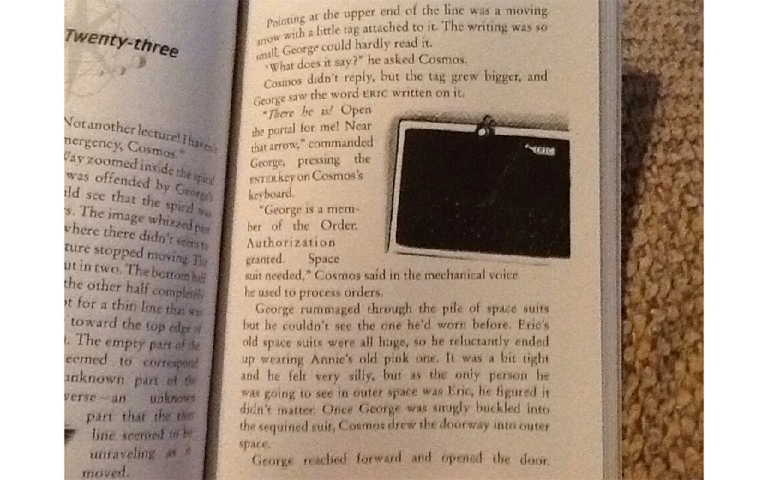 Twenty-three
Not another lecture! I haven't
mergency, Cosmos."
Way zoomed inside the spiral
was offended by George's
ld see that the spiral was
s. The image whizzed past
where there didn't seem to
ture stopped moving. The
ut in two. The bottom half
the other half completely
t for a thin line that was
toward the top edge of
. The empty part of the
eemed to correspond
unknown part of the
verse—an unknown
part that the thin
line seemed to be
unraveling as it
moved.
Pointing at the upper end of the line was a moving
arrow with a little tag attached to it. The writing was so
small, George could hardly read it.
"What does it say?" he asked Cosmos.
Cosmos didn't reply, but the tag grew bigger, and
George saw the word ERIC written on it.
"There he is! Open
the portal for me! Near
that arrow," commanded
George, pressing the
ENTER key on Cosmos's
keyboard.
"George is a mem-
ber of the Order.
Authorization
granted. Space
suit needed," Cosmos said in the mechanical voice
he used to process orders.
George rummaged through the pile of space suits
but he couldn't see the one he'd worn before. Eric's
old space suits were all huge, so he reluctantly ended
up wearing Annie's old pink one. It was a bit tight
and he felt very silly, but as the only person he
was going to see in outer space was Eric, he figured it
didn't matter. Once George was snugly buckled into
the sequined suit, Cosmos drew the doorway into outer
space.
George reached forward and opened the door.
ERIC